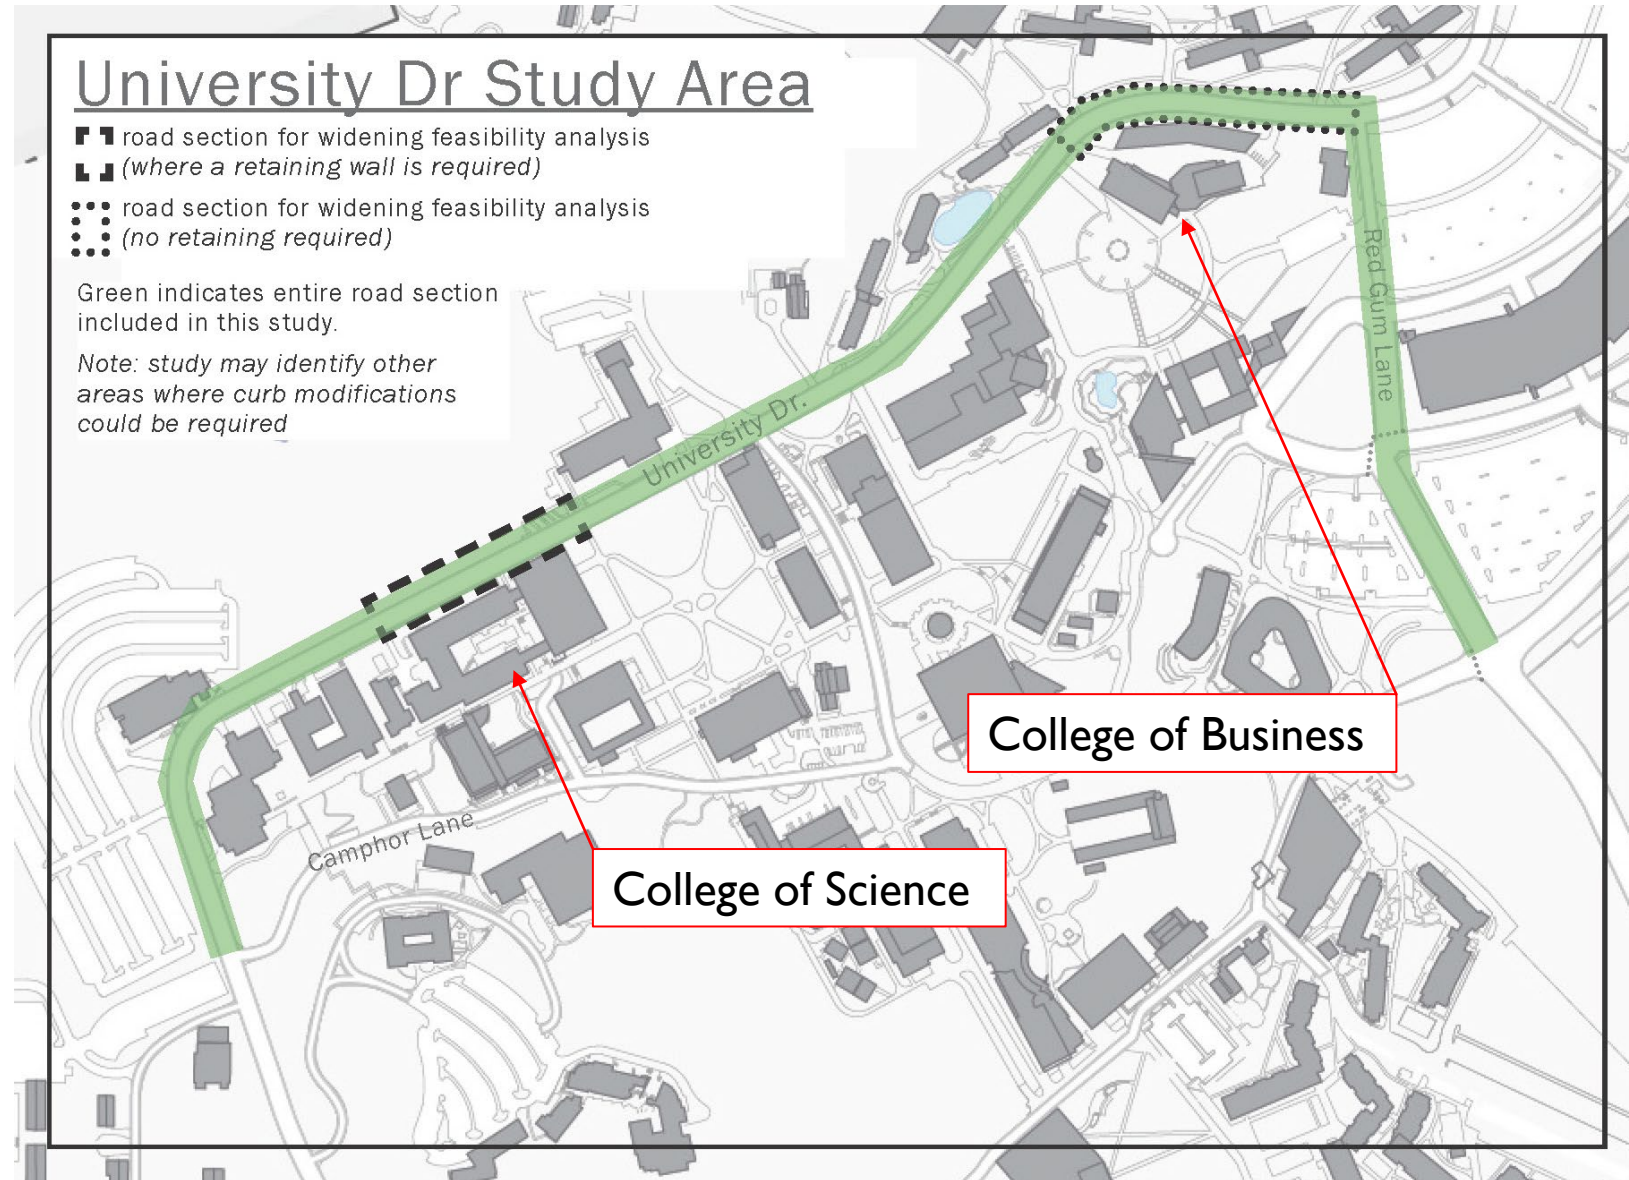 University Dr Study Area
road section for widening feasibility analysis
(where a retaining wall is required)
road section for widening feasibility analysis
(no retaining required)
Green indicates entire road section
included in this study.
Note: study may identify other
areas where curb modifications
could be required
Red Gum Lane
University Dr.
College of Business
Camphor Lane
College of Science